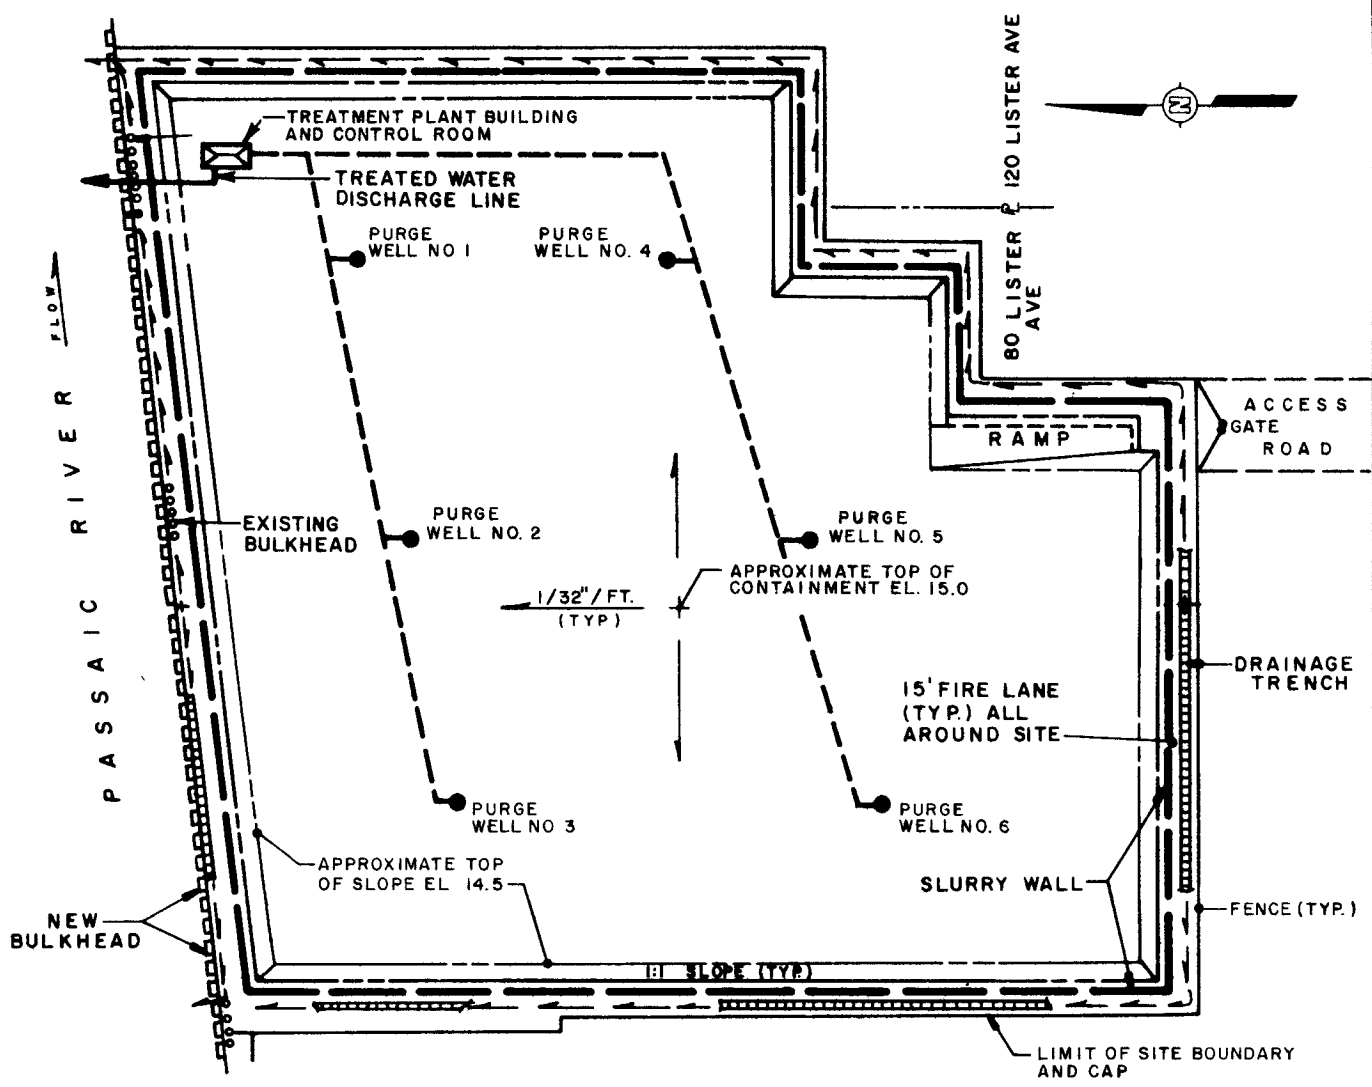 TREATMENT PLANT BUILDING
AND CONTROL ROOM
TREATED WATER
DISCHARGE LINE
PURGE
WELL NO 1
PURGE
WELL NO. 4
80 LISTER ⅊ 120 LISTER AVE
AVE
N
FLOW
PASSAIC RIVER
ACCESS
GATE
ROAD
RAMP
EXISTING
BULKHEAD
PURGE
WELL NO. 2
PURGE
WELL NO. 5
APPROXIMATE TOP OF
CONTAINMENT EL. 15.0
1/32"/FT.
(TYP)
DRAINAGE
TRENCH
15' FIRE LANE
(TYP.) ALL
AROUND SITE
PURGE
WELL NO 3
PURGE
WELL NO. 6
APPROXIMATE TOP
OF SLOPE EL 14.5
SLURRY WALL
FENCE (TYP.)
NEW
BULKHEAD
1:1 SLOPE (TYP.)
LIMIT OF SITE BOUNDARY
AND CAP